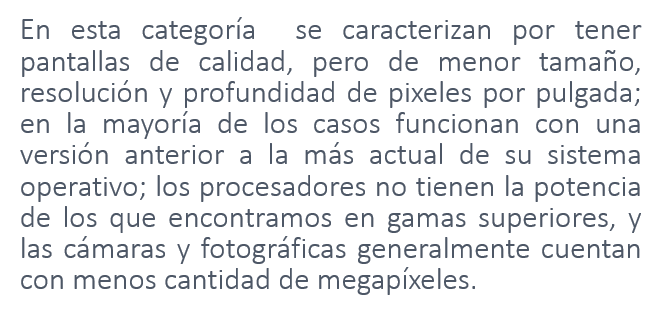 En esta categoría se caracterizan por tener
pantallas de calidad, pero de menor tamaño,
resolución y profundidad de pixeles por pulgada;
en la mayoría de los casos funcionan con una
versión anterior a la más actual de su sistema
operativo; los procesadores no tienen la potencia
de los que encontramos en gamas superiores, y
las cámaras y fotográficas generalmente cuentan
con menos cantidad de megapíxeles.